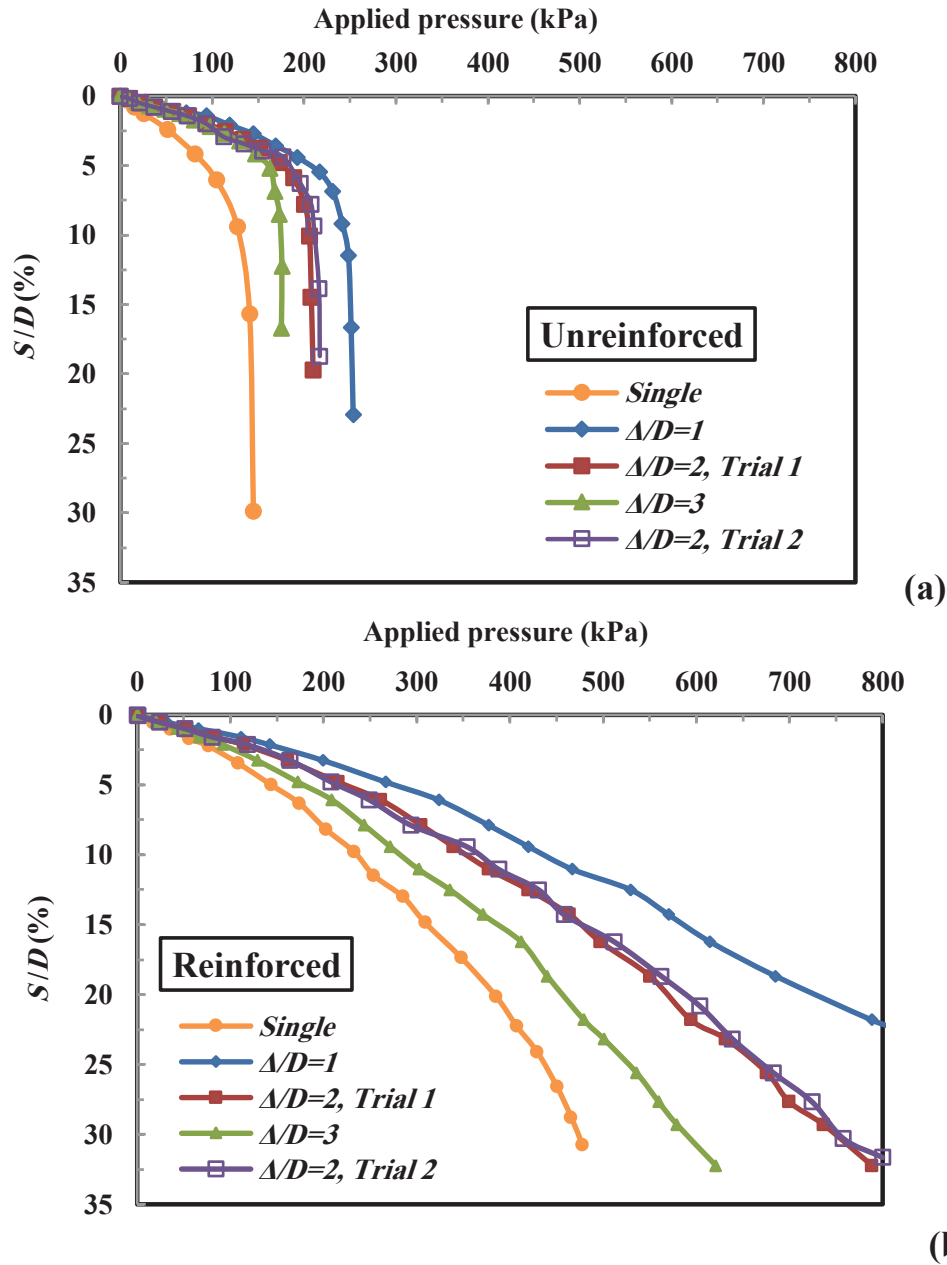 Applied pressure (kPa)
0 100 200 300 400 500 600 700 800
0
5
10
15
20
25
30
35
S/D (%)
Unreinforced
Single
Δ/D=1
Δ/D=2, Trial 1
Δ/D=3
Δ/D=2, Trial 2
(a)
Applied pressure (kPa)
0 100 200 300 400 500 600 700 800
0
5
10
15
20
25
30
35
S/D (%)
Reinforced
Single
Δ/D=1
Δ/D=2, Trial 1
Δ/D=3
Δ/D=2, Trial 2
(b